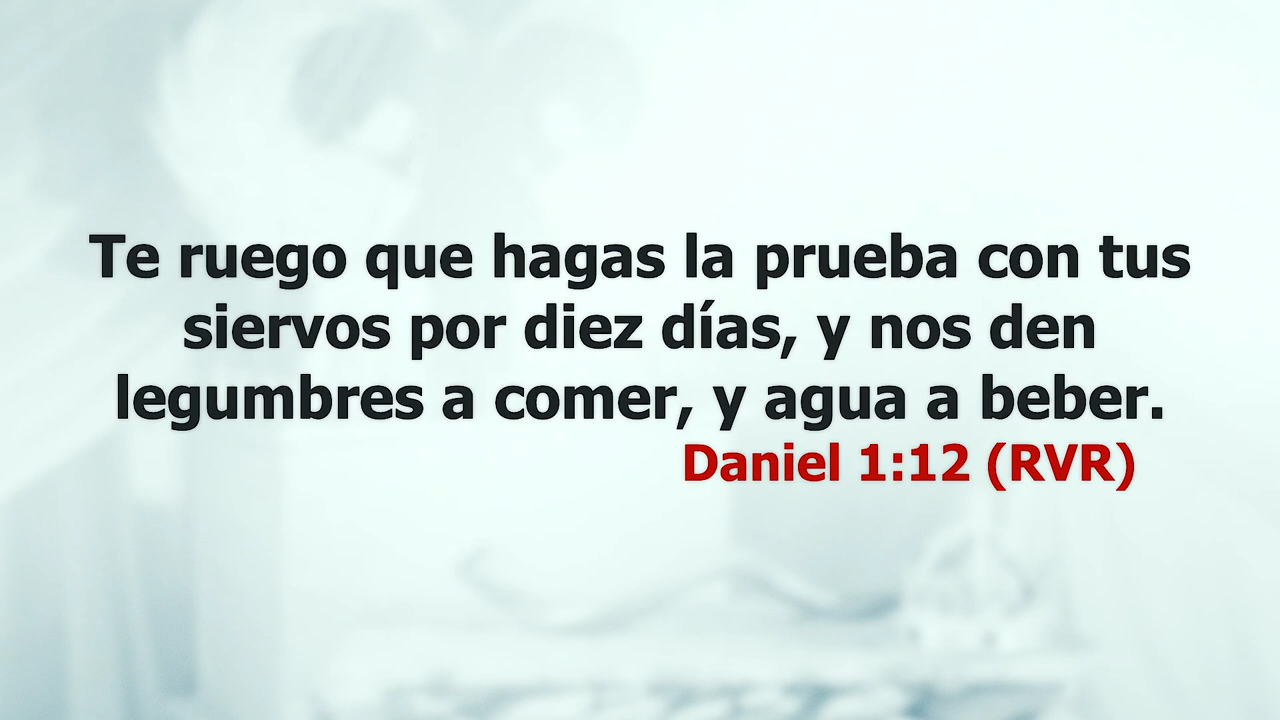 Te ruego que hagas la prueba con tus
siervos por diez días, y nos den
legumbres a comer, y agua a beber.
Daniel 1:12 (RVR)